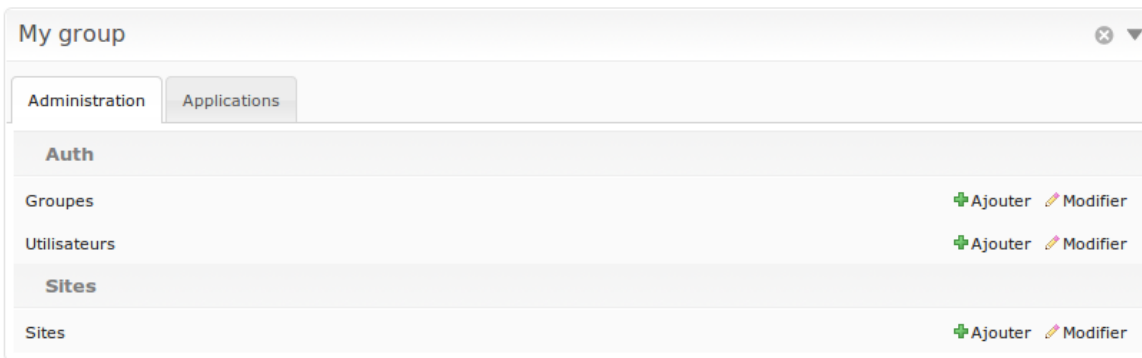 My group
Administration Applications
Auth
Groupes Ajouter Modifier
Utilisateurs Ajouter Modifier
Sites
Sites Ajouter Modifier